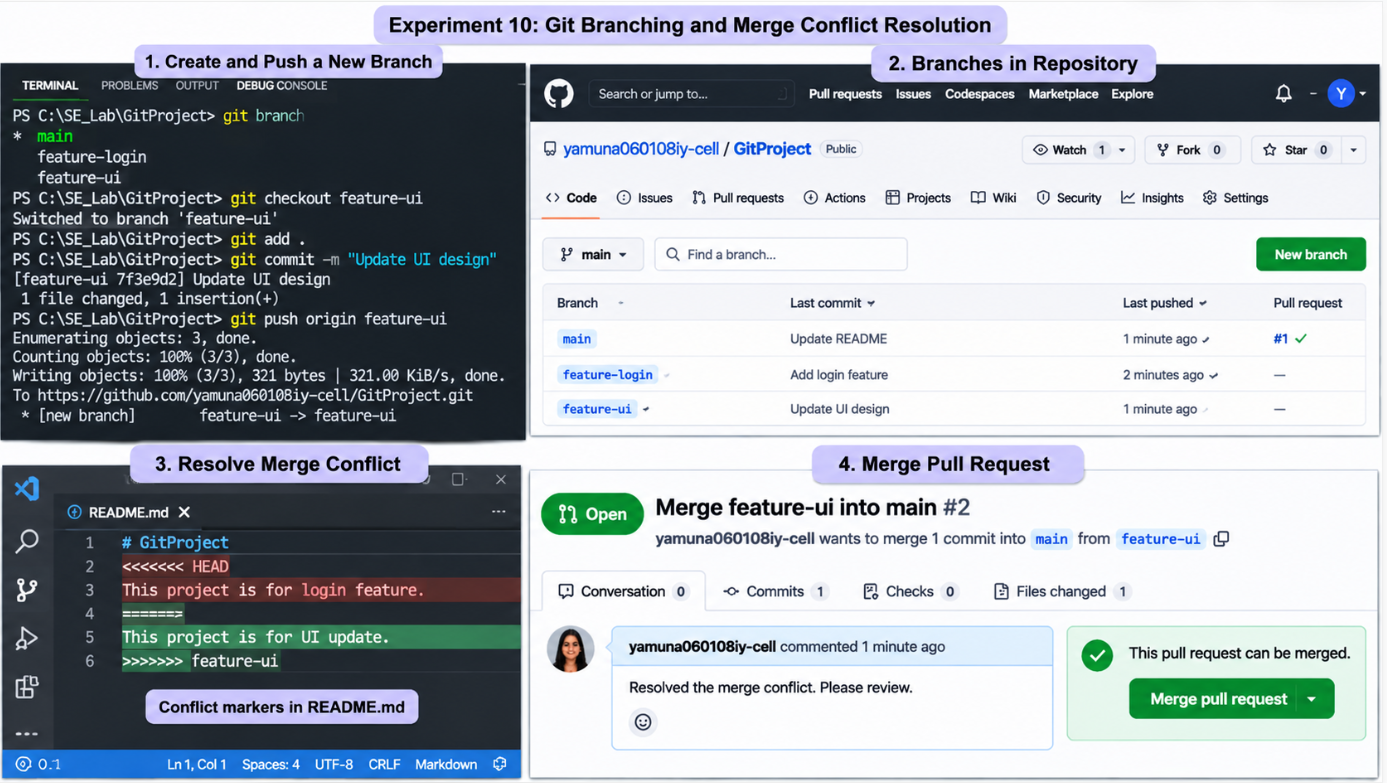 Experiment 10: Git Branching and Merge Conflict Resolution
1. Create and Push a New Branch
TERMINAL PROBLEMS OUTPUT DEBUG CONSOLE
PS C:\SE_Lab\GitProject> git branch
* main
feature-login
feature-ui
PS C:\SE_Lab\GitProject> git checkout feature-ui
Switched to branch 'feature-ui'
PS C:\SE_Lab\GitProject> git add .
PS C:\SE_Lab\GitProject> git commit -m "Update UI design"
[feature-ui 7f3e9d2] Update UI design
1 file changed, 1 insertion(+)
PS C:\SE_Lab\GitProject> git push origin feature-ui
Enumerating objects: 3, done.
Counting objects: 100% (3/3), done.
Writing objects: 100% (3/3), 321 bytes | 321.00 KiB/s, done.
To https://github.com/yamuna060108iy-cell/GitProject.git
* [new branch] feature-ui -> feature-ui
2. Branches in Repository
Search or jump to... Pull requests Issues Codespaces Marketplace Explore Y
yamuna060108iy-cell / GitProject Public Watch 1 Fork 0 Star 0
<> Code Issues Pull requests Actions Projects Wiki Security Insights Settings
main Find a branch... New branch
Branch Last commit Last pushed Pull request
main Update README 1 minute ago #1
feature-login Add login feature 2 minutes ago —
feature-ui Update UI design 1 minute ago —
3. Resolve Merge Conflict
README.md
1 # GitProject
2 <<<<<<< HEAD
3 This project is for login feature.
4 =======
5 This project is for UI update.
6 >>>>>>> feature-ui
Conflict markers in README.md
Ln 1, Col 1 Spaces: 4 UTF-8 CRLF Markdown
4. Merge Pull Request
Open Merge feature-ui into main #2
yamuna060108iy-cell wants to merge 1 commit into main from feature-ui
Conversation 0 Commits 1 Checks 0 Files changed 1
yamuna060108iy-cell commented 1 minute ago
Resolved the merge conflict. Please review.
This pull request can be merged.
Merge pull request